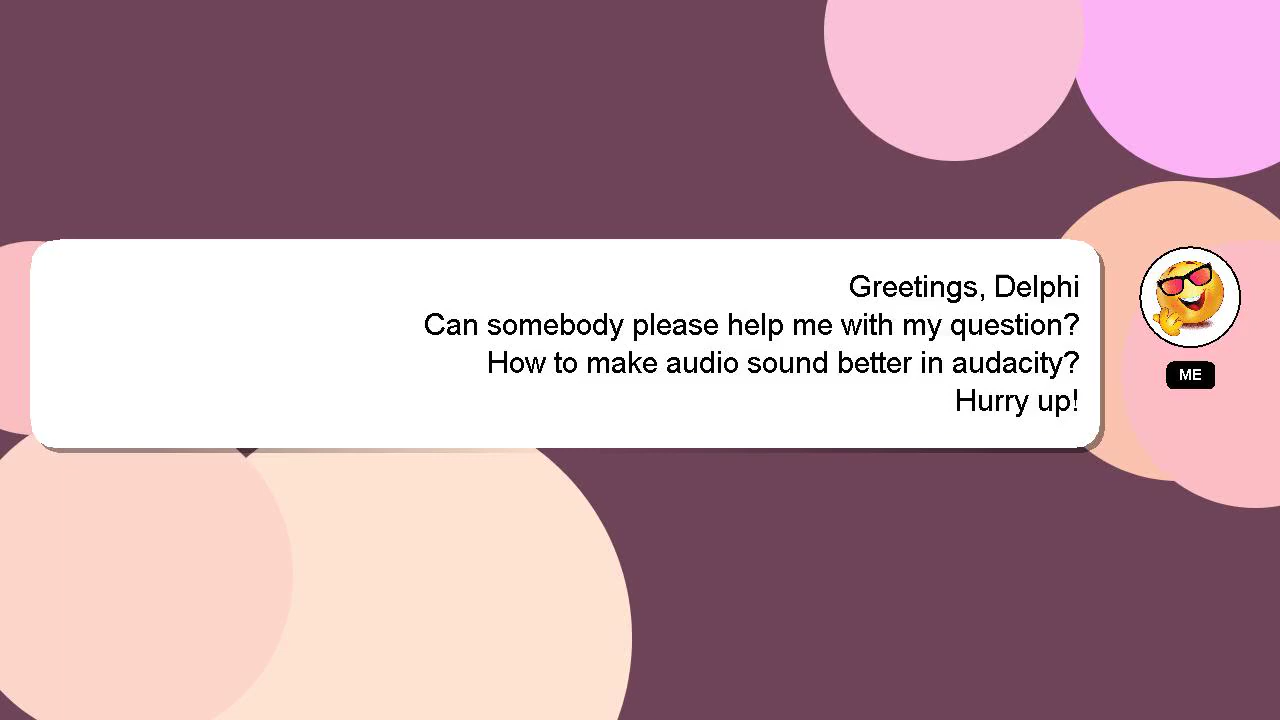 Greetings, Delphi
Can somebody please help me with my question?
How to make audio sound better in audacity?
Hurry up!
ME